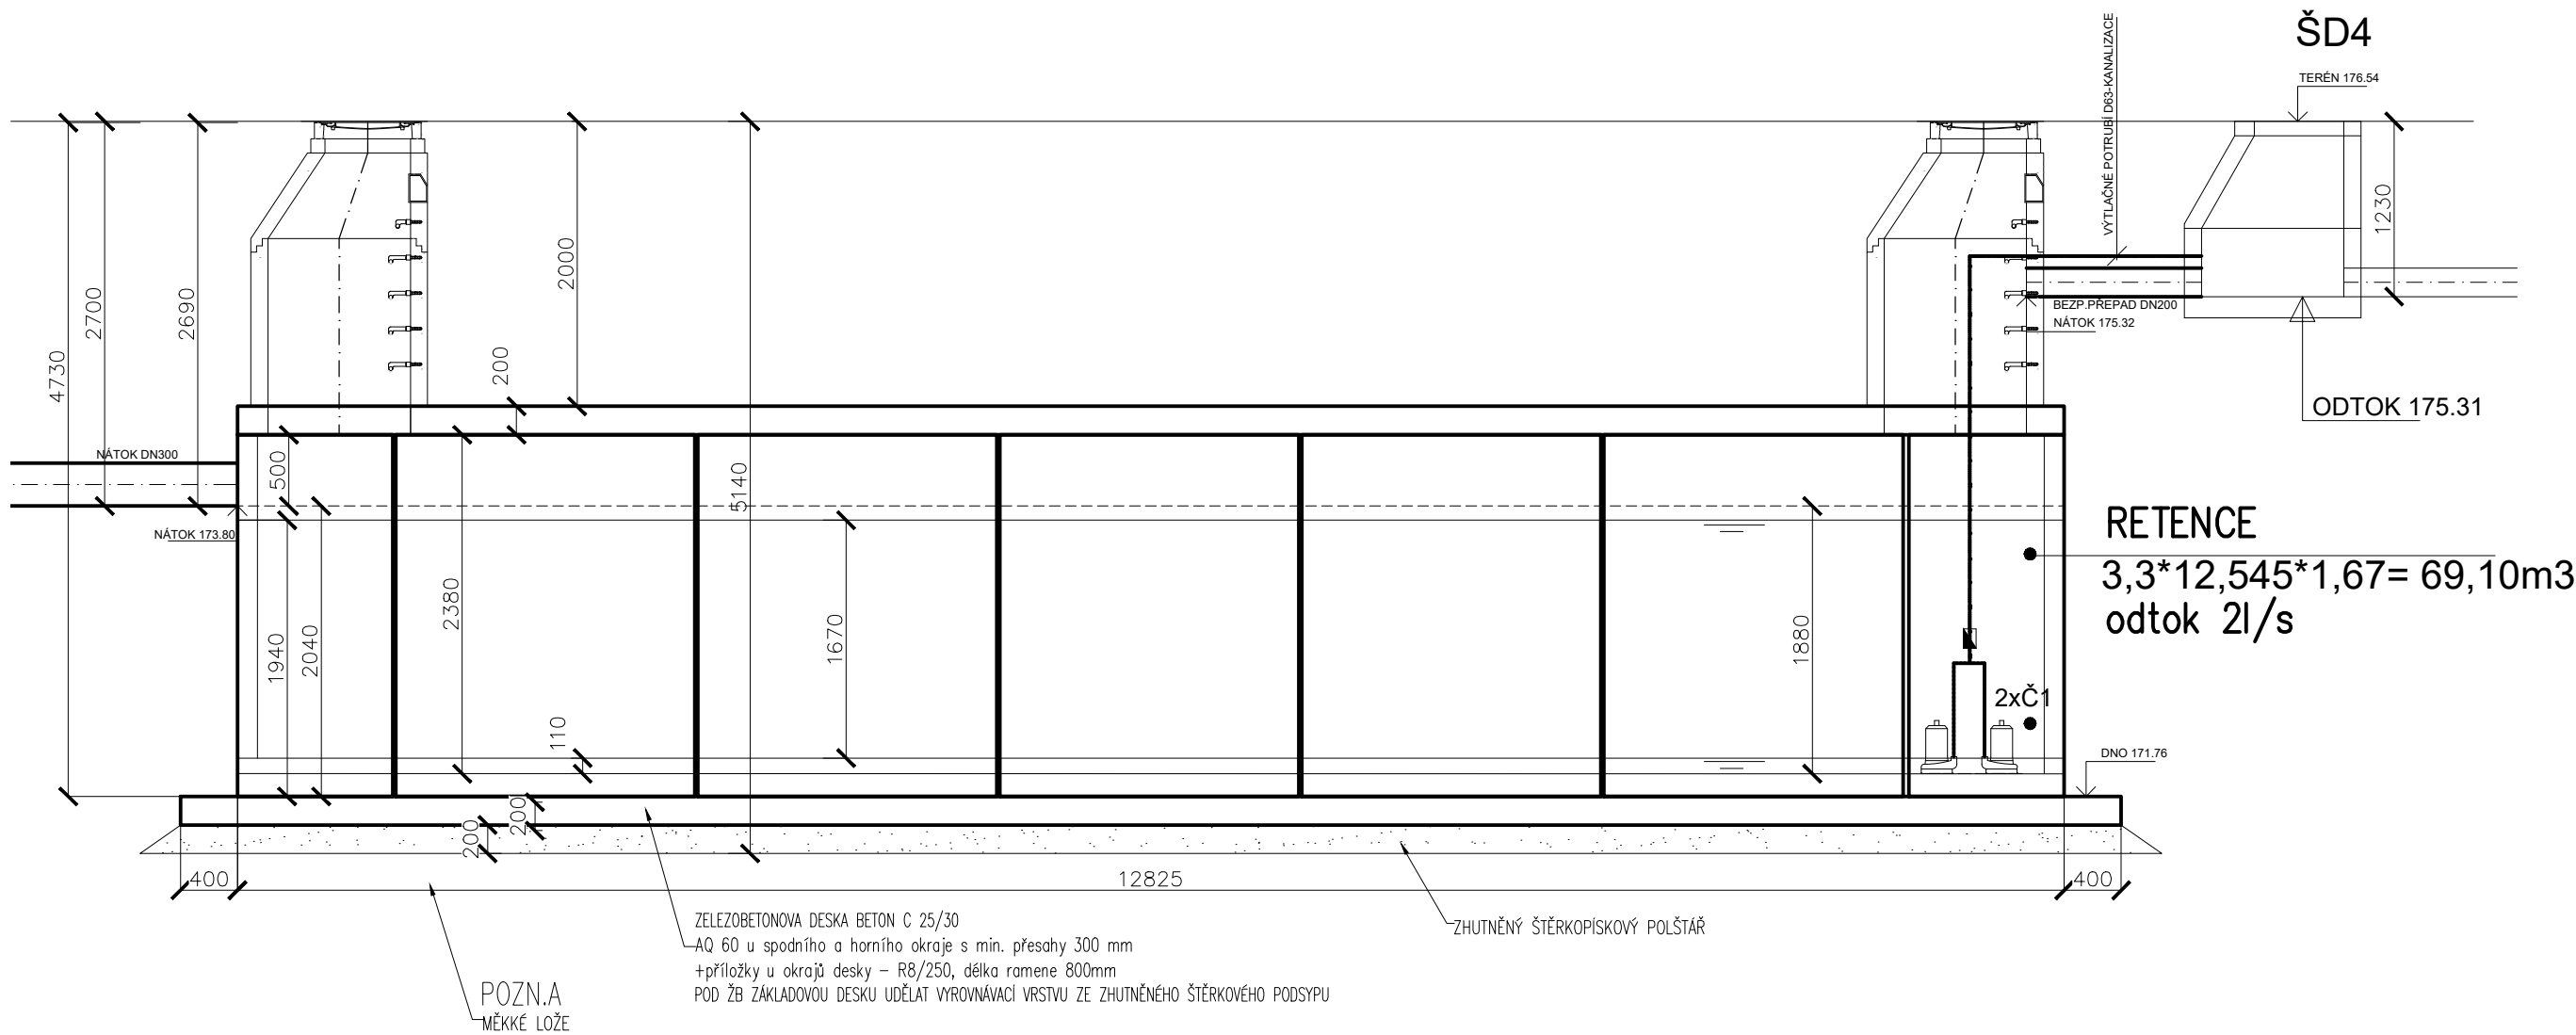 ŠD4
TERÉN 176.54
VÝTLAČNÉ POTRUBÍ D63-KANALIZACE
1230
2000
2700
2690
4730
200
BEZP.PŘEPAD DN200
NÁTOK 175.32
ODTOK 175.31
NÁTOK DN300
500
5140
NÁTOK 173.80
RETENCE
3,3*12,545*1,67= 69,10m3
odtok 2l/s
2380
1940
2040
1670
1880
2xČ1
110
DNO 171.76
200
200
400
12825
400
ZELEZOBETONOVA DESKA BETON C 25/30
AQ 60 u spodního a horního okraje s min. přesahy 300 mm
+příložky u okrajů desky – R8/250, délka ramene 800mm
POD ŽB ZÁKLADOVOU DESKU UDĚLAT VYROVNÁVACÍ VRSTVU ZE ZHUTNĚNÉHO ŠTĚRKOVÉHO PODSYPU
ZHUTNĚNÝ ŠTĚRKOPÍSKOVÝ POLŠTÁŘ
POZN.A
MĚKKÉ LOŽE